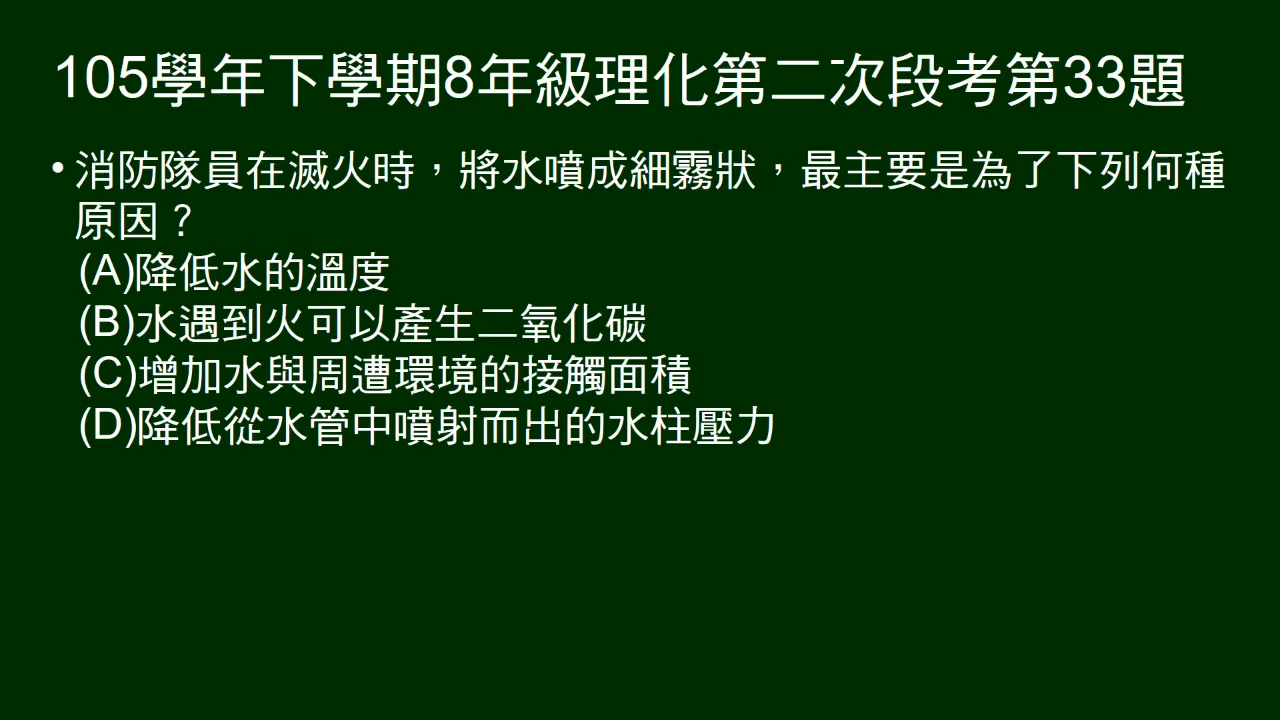 105學年下學期8年級理化第二次段考第33題
•消防隊員在滅火時，將水噴成細霧狀，最主要是為了下列何種
原因？
(A)降低水的溫度
(B)水遇到火可以產生二氧化碳
(C)增加水與周遭環境的接觸面積
(D)降低從水管中噴射而出的水柱壓力